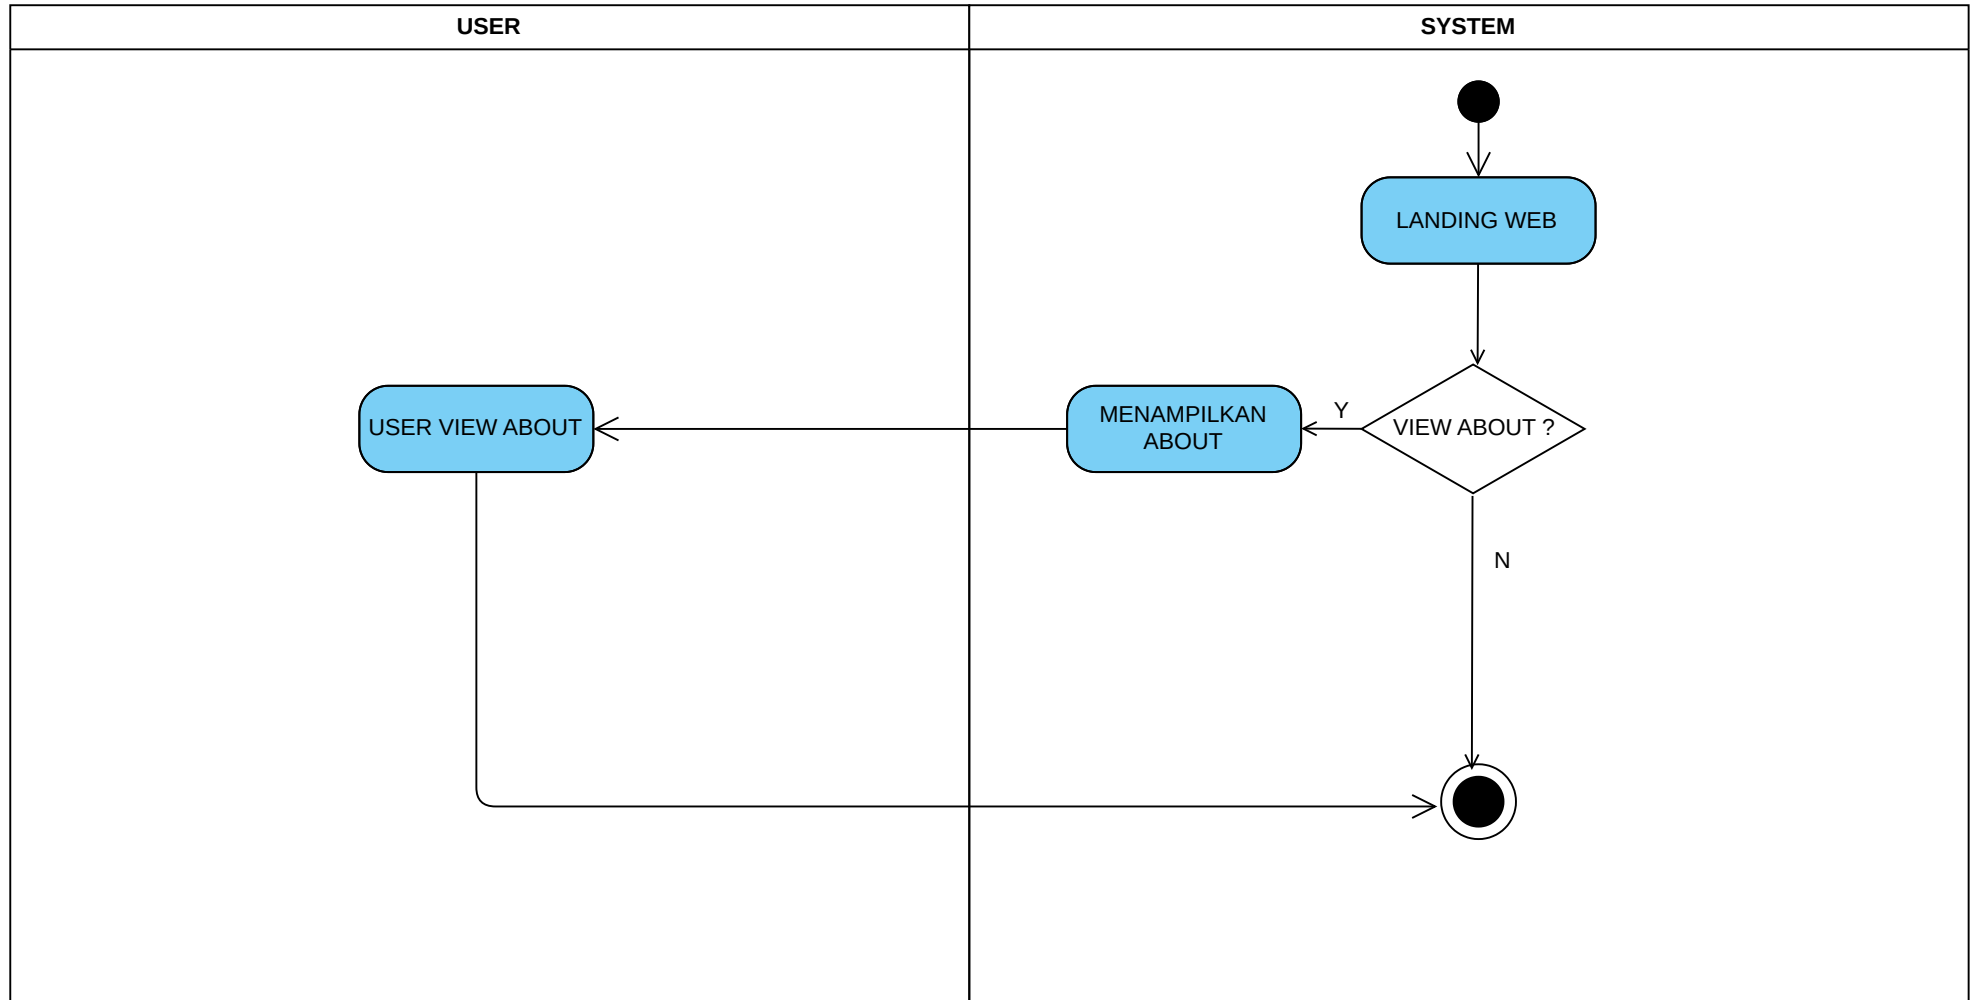 USER
SYSTEM
LANDING WEB
USER VIEW ABOUT
MENAMPILKAN
ABOUT
Y
VIEW ABOUT ?
N